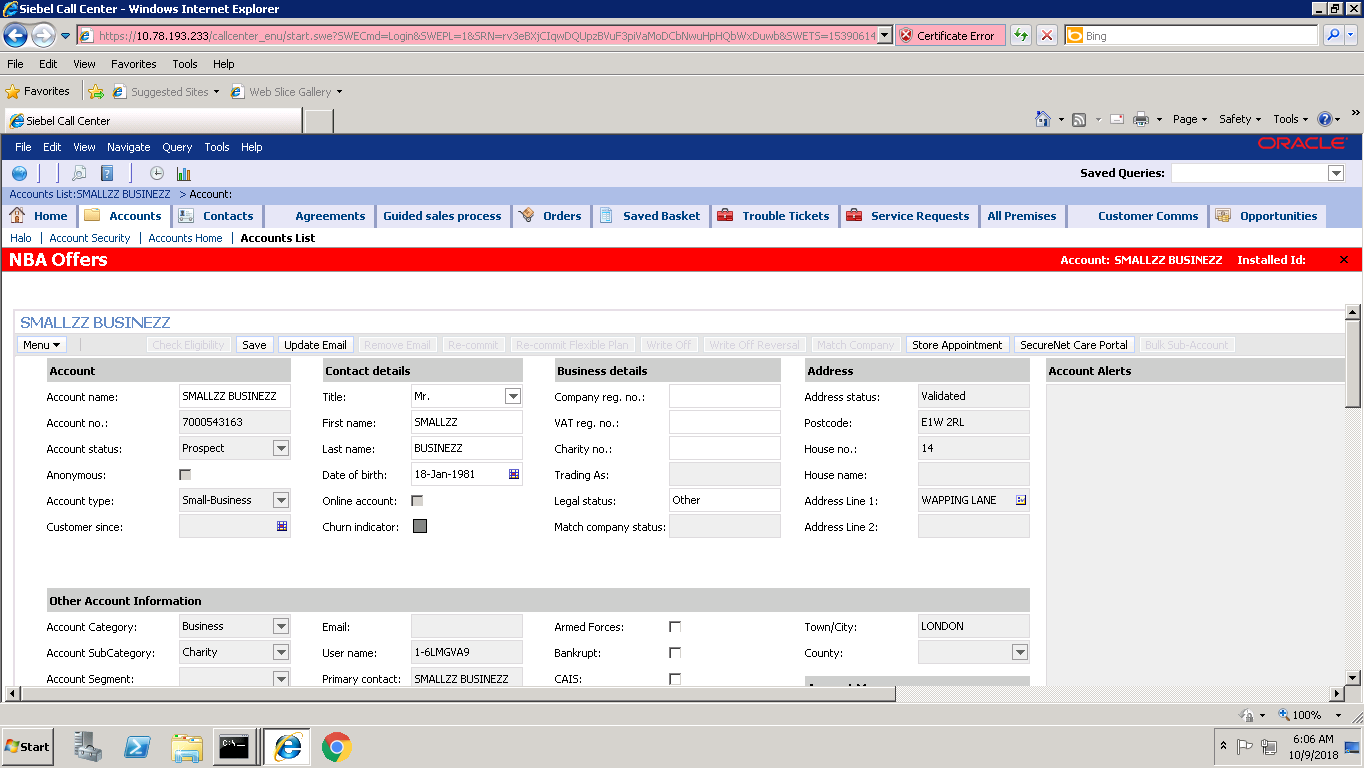 Siebel Call Center - Windows Internet Explorer
https://10.78.193.233/callcenter_enu/start.swe?SWECmd=Login&SWEPL=1&SRN=rv3eBXjCIqwDQUpzBVuF3piVaMoDCbNwuHpHQbWxDuwb&SWETS=15390614 Certificate Error Bing
File Edit View Favorites Tools Help
Favorites Suggested Sites Web Slice Gallery
Siebel Call Center Page Safety Tools
File Edit View Navigate Query Tools Help ORACLE
Saved Queries:
Accounts List:SMALLZZ BUSINEZZ > Account:
Home Accounts Contacts Agreements Guided sales process Orders Saved Basket Trouble Tickets Service Requests All Premises Customer Comms Opportunities
Halo Account Security Accounts Home Accounts List
NBA Offers Account: SMALLZZ BUSINEZZ Installed Id:
SMALLZZ BUSINEZZ
Menu Check Eligibility Save Update Email Remove Email Re-commit Re-commit Flexible Plan Write Off Write Off Reversal Match Company Store Appointment SecureNet Care Portal Bulk Sub-Account
Account Contact details Business details Address Account Alerts
Account name: SMALLZZ BUSINEZZ Title: Mr. Company reg. no.: Address status: Validated
Account no.: 7000543163 First name: SMALLZZ VAT reg. no.: Postcode: E1W 2RL
Account status: Prospect Last name: BUSINEZZ Charity no.: House no.: 14
Anonymous: Date of birth: 18-Jan-1981 Trading As: House name:
Account type: Small-Business Online account: Legal status: Other Address Line 1: WAPPING LANE
Customer since: Churn indicator: Match company status: Address Line 2:
Other Account Information
Account Category: Business Email: Armed Forces: Town/City: LONDON
Account SubCategory: Charity User name: 1-6LMGVA9 Bankrupt: County:
Account Segment: Primary contact: SMALLZZ BUSINEZZ CAIS:
100%
Start C:\. 6:06 AM
10/9/2018